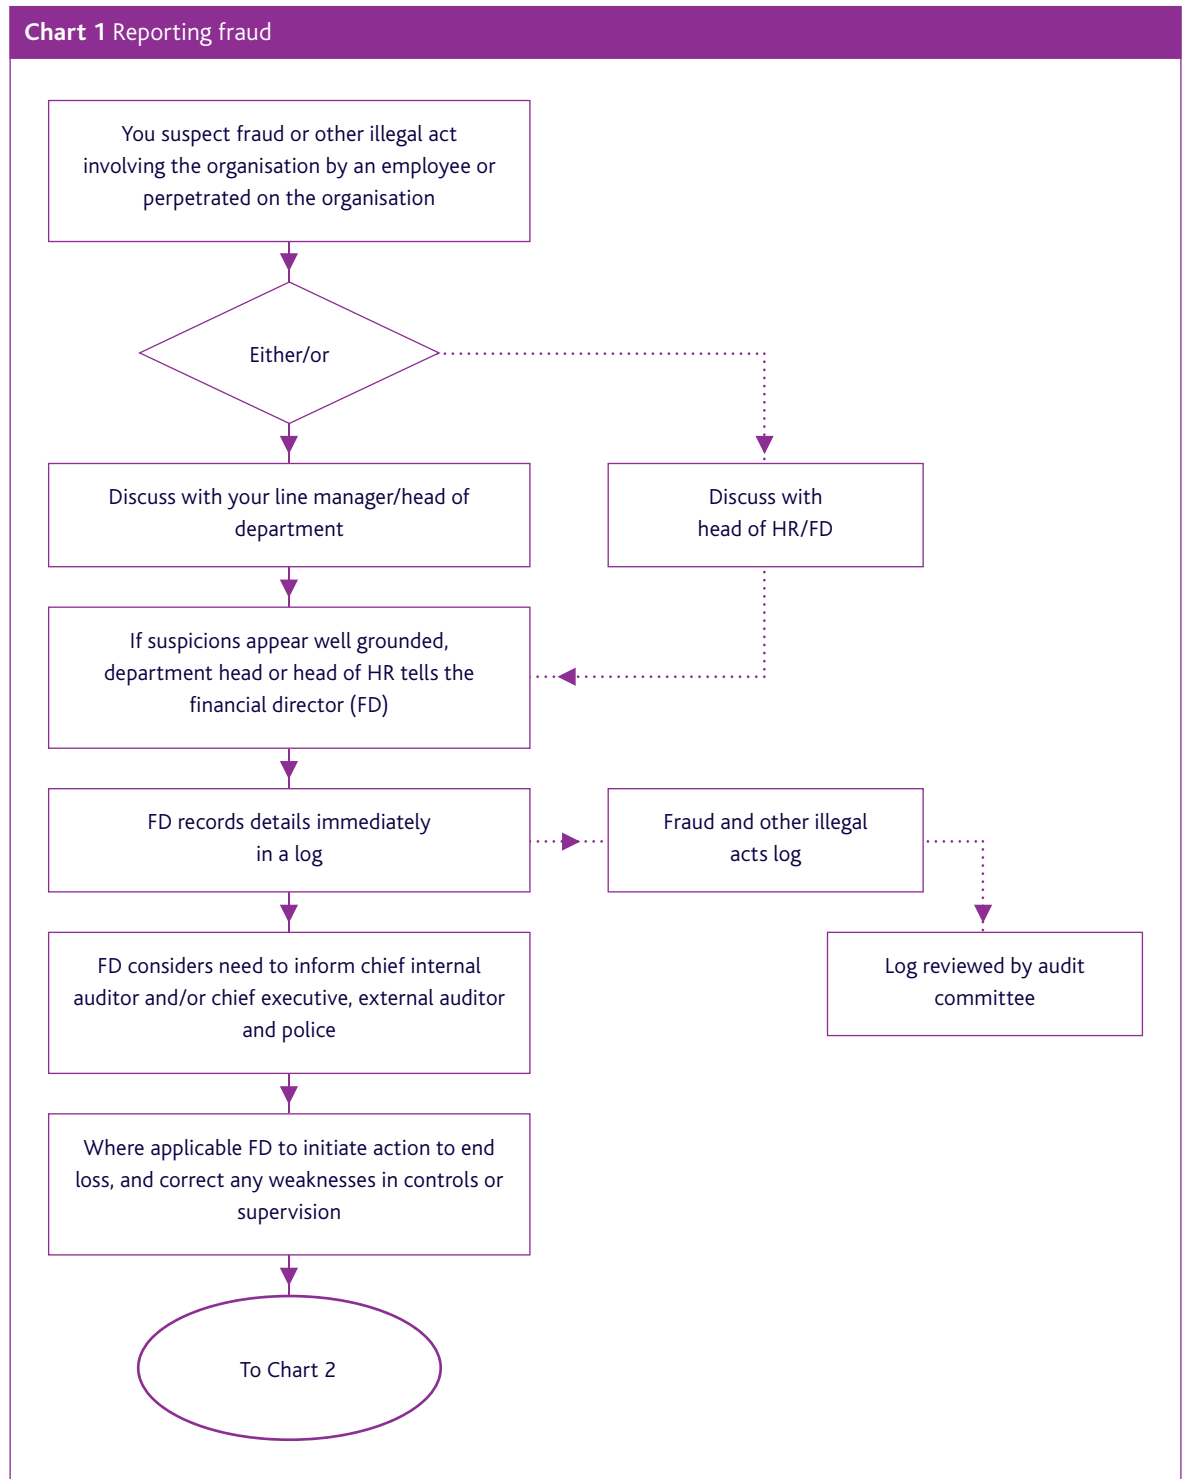 Chart 1 Reporting fraud
You suspect fraud or other illegal act
involving the organisation by an employee or
perpetrated on the organisation
Either/or
Discuss with your line manager/head of
department
Discuss with
head of HR/FD
If suspicions appear well grounded,
department head or head of HR tells the
financial director (FD)
FD records details immediately
in a log
Fraud and other illegal
acts log
FD considers need to inform chief internal
auditor and/or chief executive, external auditor
and police
Log reviewed by audit
committee
Where applicable FD to initiate action to end
loss, and correct any weaknesses in controls or
supervision
To Chart 2